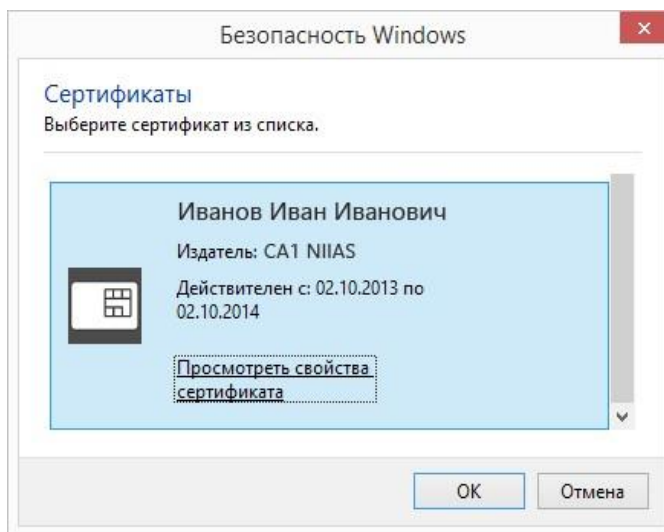 Безопасность Windows
Сертификаты
Выберите сертификат из списка.
Иванов Иван Иванович
Издатель: CA1 NIIAS
Действителен с: 02.10.2013 по
02.10.2014
Просмотреть свойства
сертификата
OK
Отмена